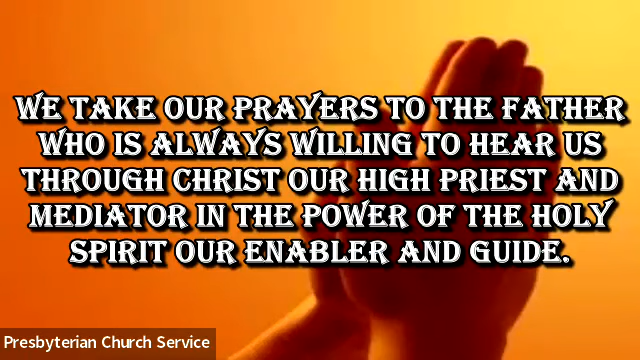 WE TAKE OUR PRAYERS TO THE FATHER
WHO IS ALWAYS WILLING TO HEAR US
THROUGH CHRIST OUR HIGH PRIEST AND
MEDIATOR IN THE POWER OF THE HOLY
SPIRIT OUR ENABLER AND GUIDE.
Presbyterian Church Service